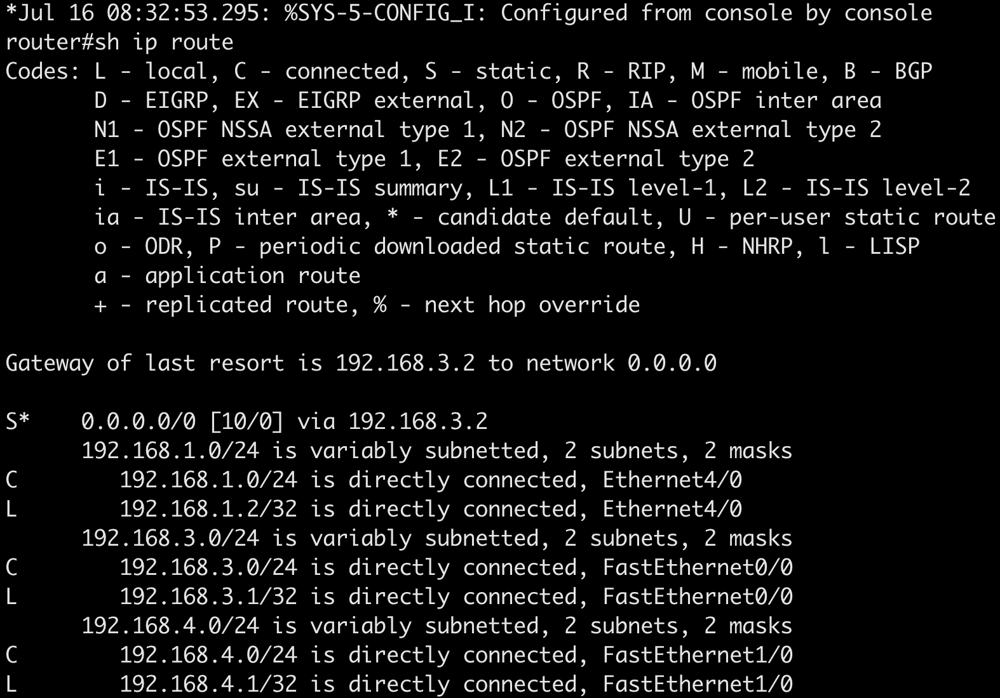 *Jul 16 08:32:53.295: %SYS-5-CONFIG_I: Configured from console by console
router#sh ip route
Codes: L - local, C - connected, S - static, R - RIP, M - mobile, B - BGP
       D - EIGRP, EX - EIGRP external, O - OSPF, IA - OSPF inter area
       N1 - OSPF NSSA external type 1, N2 - OSPF NSSA external type 2
       E1 - OSPF external type 1, E2 - OSPF external type 2
       i - IS-IS, su - IS-IS summary, L1 - IS-IS level-1, L2 - IS-IS level-2
       ia - IS-IS inter area, * - candidate default, U - per-user static route
       o - ODR, P - periodic downloaded static route, H - NHRP, l - LISP
       a - application route
       + - replicated route, % - next hop override

Gateway of last resort is 192.168.3.2 to network 0.0.0.0

S*    0.0.0.0/0 [10/0] via 192.168.3.2
      192.168.1.0/24 is variably subnetted, 2 subnets, 2 masks
C        192.168.1.0/24 is directly connected, Ethernet4/0
L        192.168.1.2/32 is directly connected, Ethernet4/0
      192.168.3.0/24 is variably subnetted, 2 subnets, 2 masks
C        192.168.3.0/24 is directly connected, FastEthernet0/0
L        192.168.3.1/32 is directly connected, FastEthernet0/0
      192.168.4.0/24 is variably subnetted, 2 subnets, 2 masks
C        192.168.4.0/24 is directly connected, FastEthernet1/0
L        192.168.4.1/32 is directly connected, FastEthernet1/0